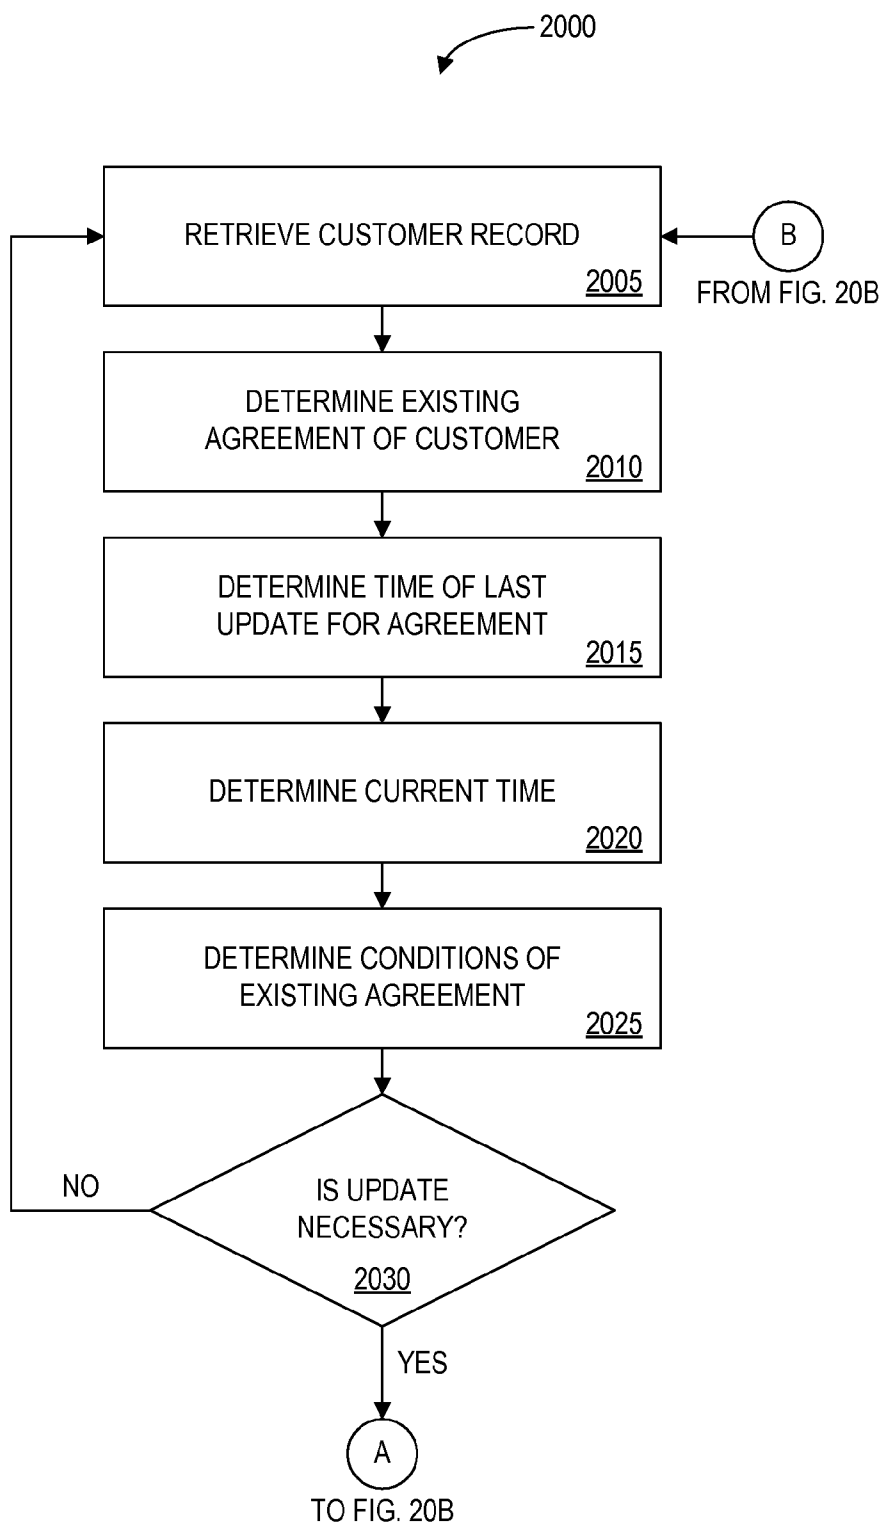 2000
RETRIEVE CUSTOMER RECORD
2005
B
FROM FIG. 20B
DETERMINE EXISTING
AGREEMENT OF CUSTOMER
2010
DETERMINE TIME OF LAST
UPDATE FOR AGREEMENT
2015
DETERMINE CURRENT TIME
2020
DETERMINE CONDITIONS OF
EXISTING AGREEMENT
2025
NO
IS UPDATE
NECESSARY?
2030
YES
A
TO FIG. 20B